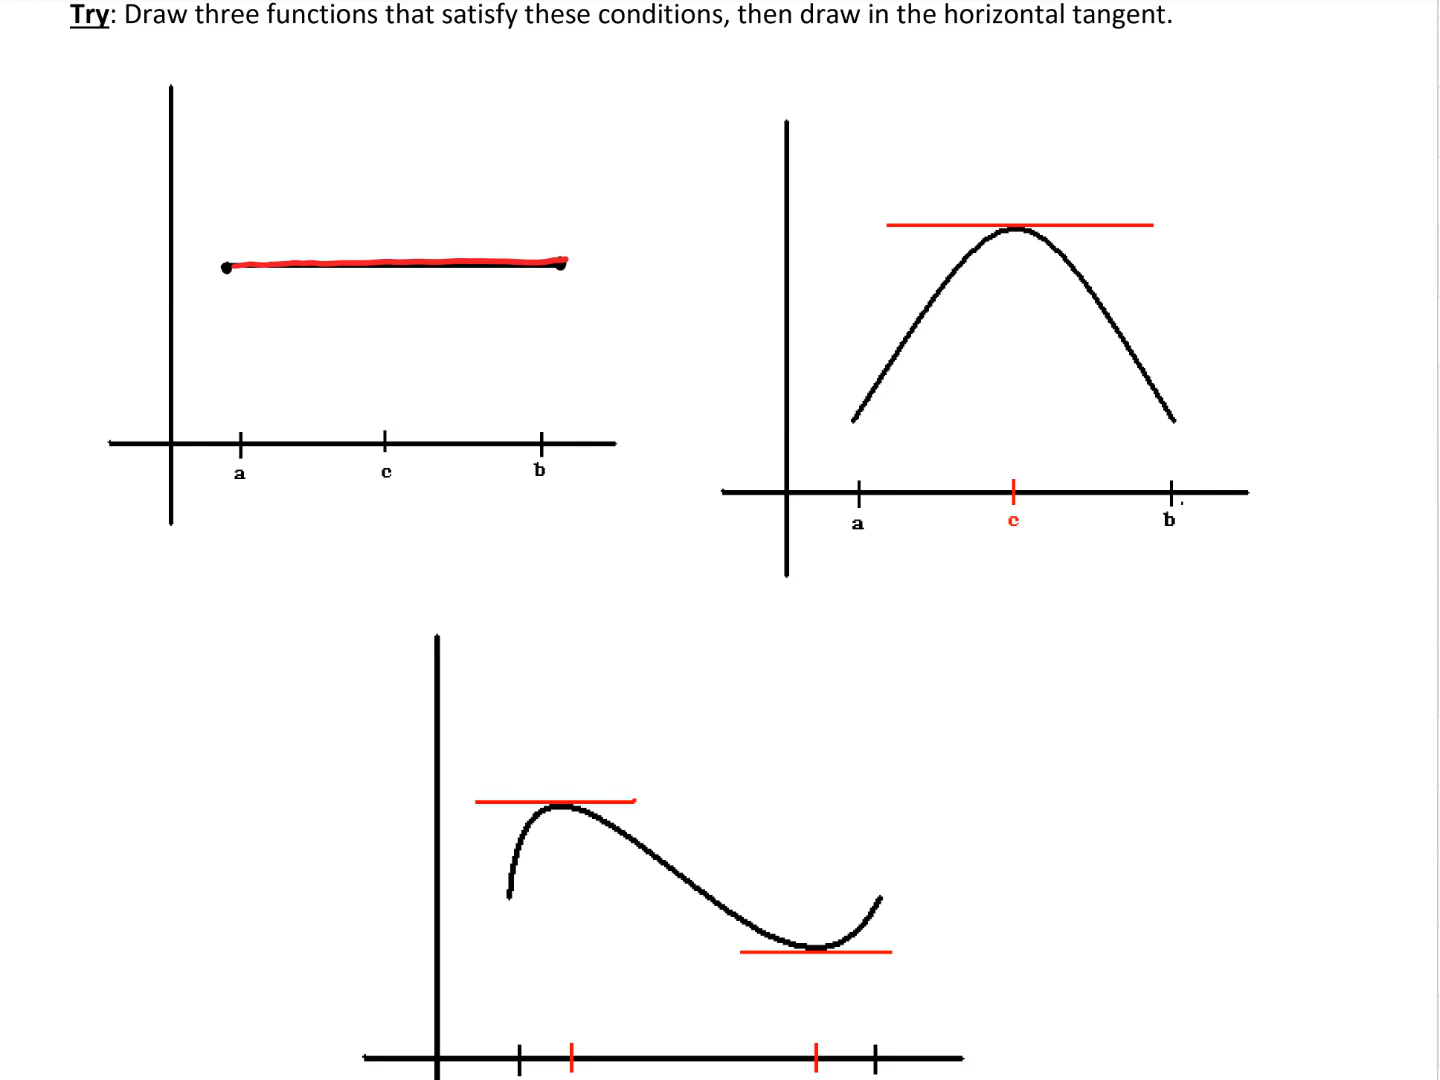 Try: Draw three functions that satisfy these conditions, then draw in the horizontal tangent.
a c b
a c b